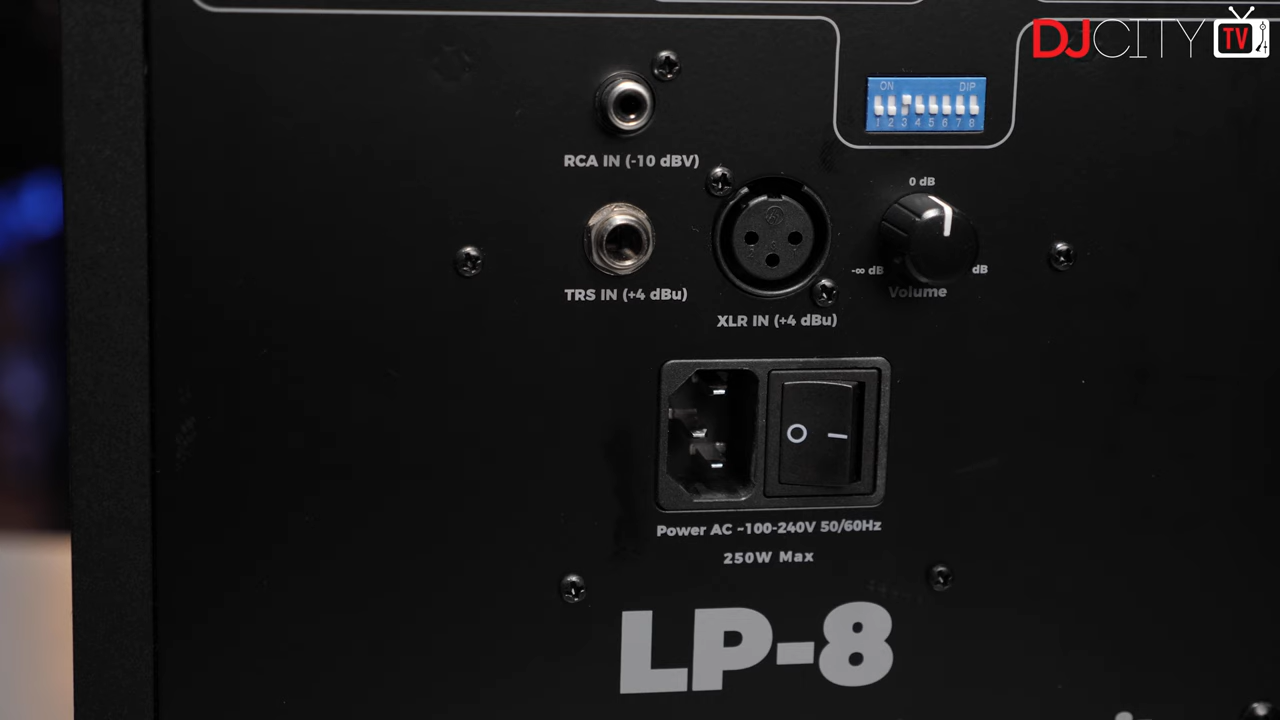 DJCITY TV
ON DIP
1 2 3 4 5 6 7 8
RCA IN (-10 dBV)
0 dB
-∞ dB
dB
Volume
TRS IN (+4 dBu)
XLR IN (+4 dBu)
O I
Power AC ~100-240V 50/60Hz
250W Max
LP-8